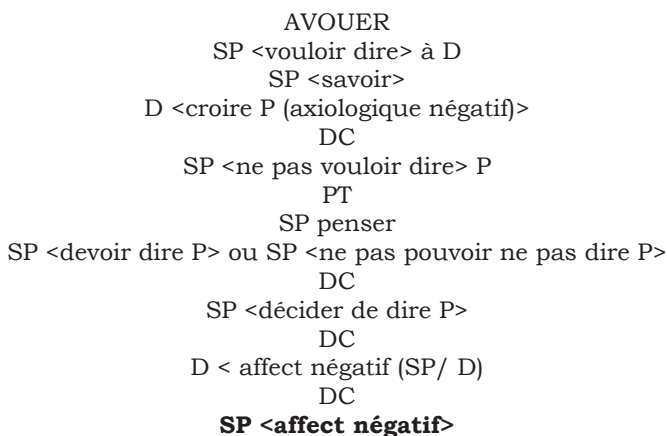 AVOUER
SP <vouloir dire> à D
SP <savoir>
D <croire P (axiologique négatif)>
DC
SP <ne pas vouloir dire> P
PT
SP penser
SP <devoir dire P> ou SP <ne pas pouvoir ne pas dire P>
DC
SP <décider de dire P>
DC
D < affect négatif (SP/ D)
DC
SP <affect négatif>